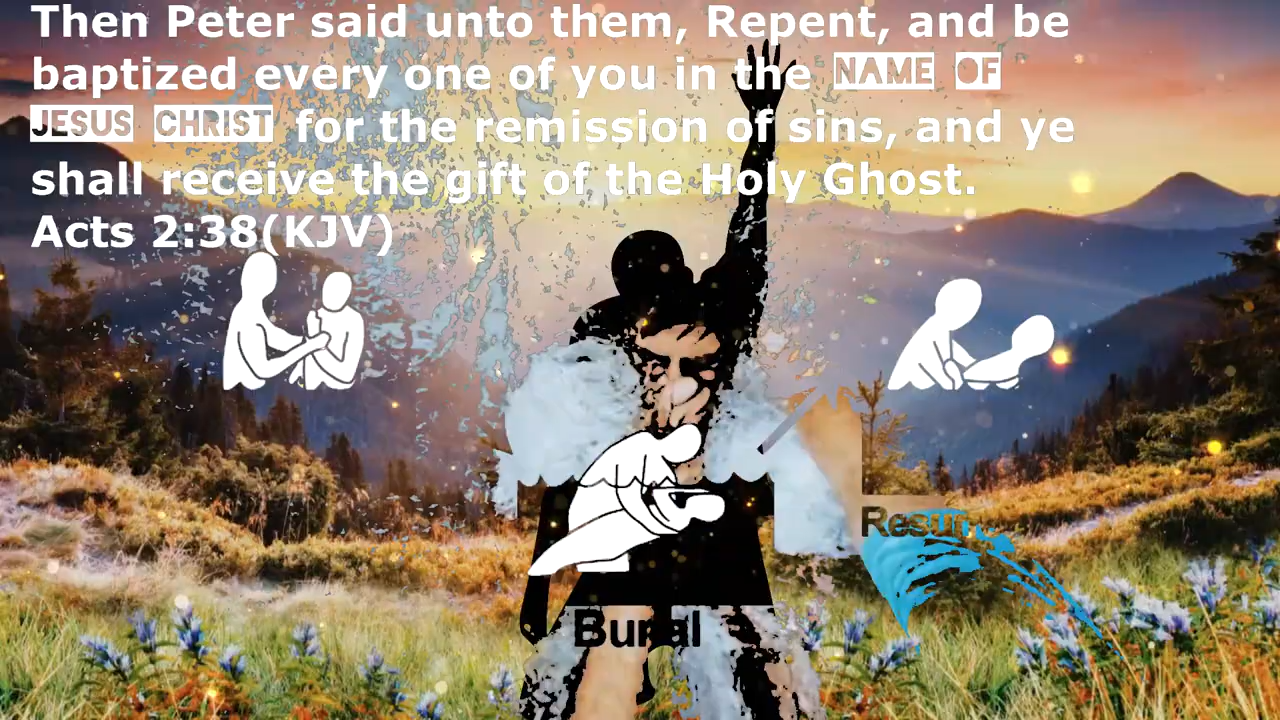 Then Peter said unto them, Repent, and be
baptized every one of you in the NAME OF
JESUS CHRIST for the remission of sins, and ye
shall receive the gift of the Holy Ghost.
Acts 2:38(KJV)